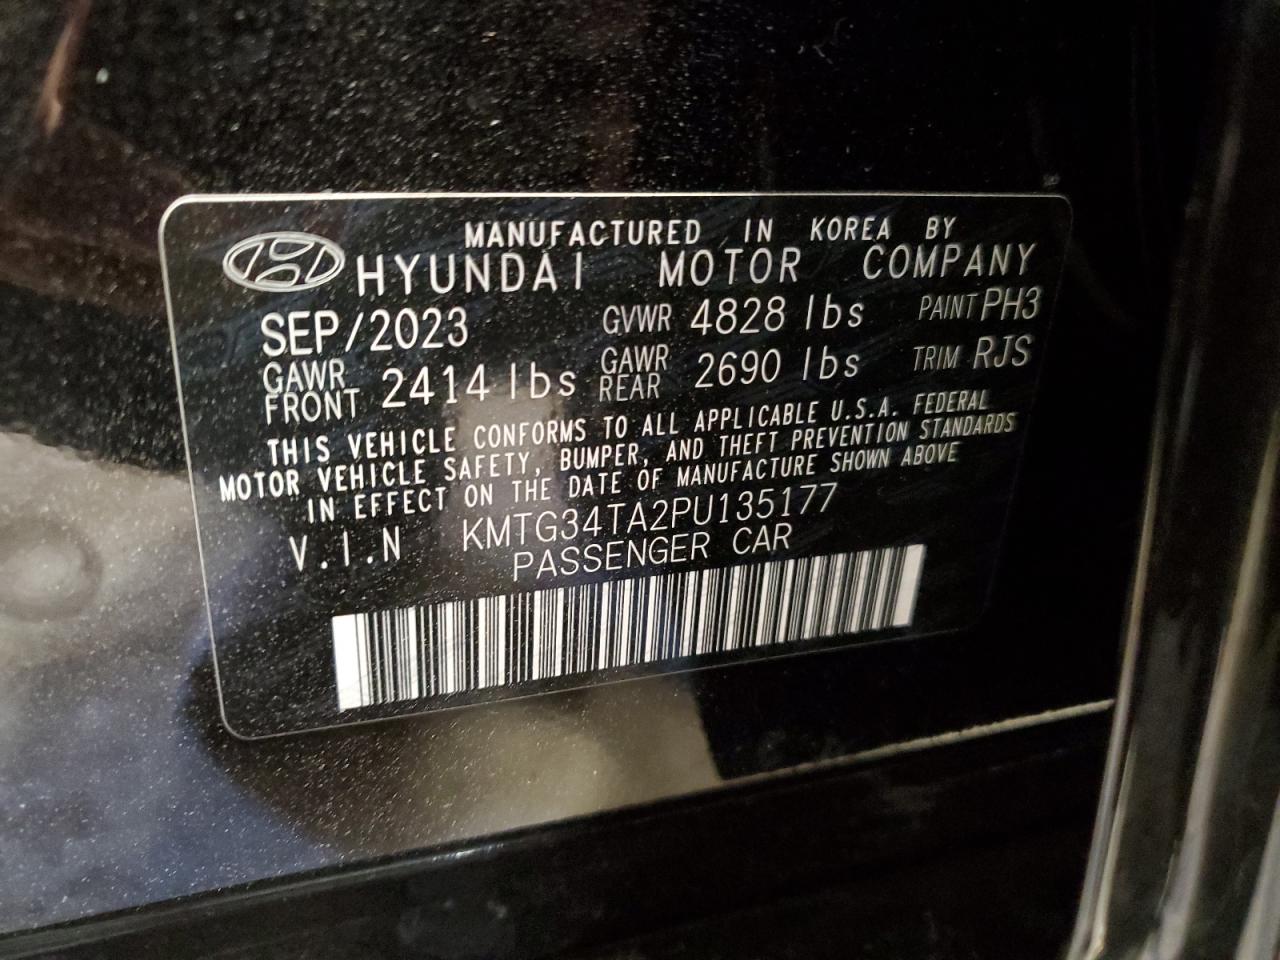 MANUFACTURED IN KOREA BY
HYUNDAI MOTOR COMPANY
SEP/2023 GVWR 4828 lbs PAINT PH3
GAWR FRONT 2414 lbs GAWR REAR 2690 lbs TRIM RJS
THIS VEHICLE CONFORMS TO ALL APPLICABLE U.S.A. FEDERAL
MOTOR VEHICLE SAFETY, BUMPER, AND THEFT PREVENTION STANDARDS
IN EFFECT ON THE DATE OF MANUFACTURE SHOWN ABOVE
V.I.N KMTG34TA2PU135177
PASSENGER CAR